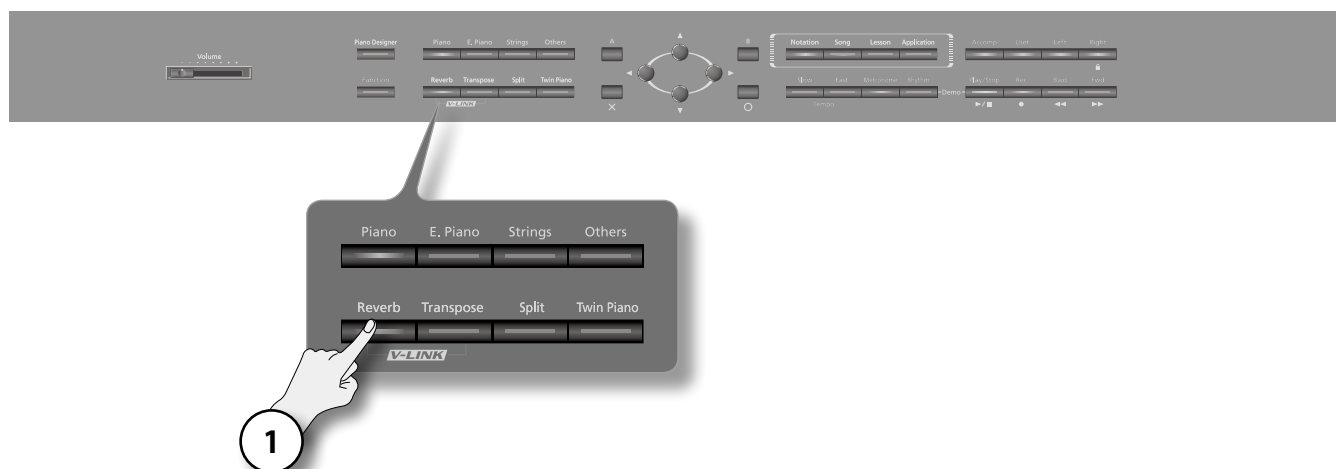 Volume
Piano Designer
Piano E. Piano Strings Others
A
B
Notation Song Lesson Application
Accomp User Left Right
Function
Reverb Transpose Split Twin Piano
V-LINK
Slow Fast Metronome Rhythm
Demo
Play/Stop Rec Bwd Fwd
Tempo
Piano E. Piano Strings Others
Reverb Transpose Split Twin Piano
V-LINK
1